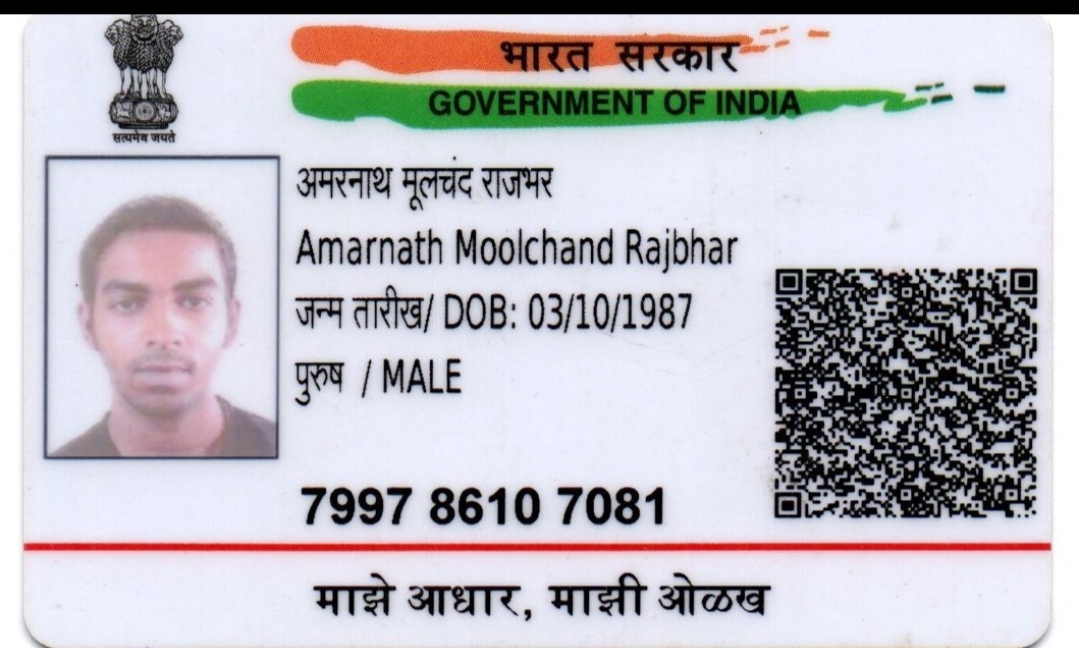 सत्यमेव जयते
भारत सरकार
GOVERNMENT OF INDIA
अमरनाथ मूलचंद राजभर
Amarnath Moolchand Rajbhar
जन्म तारीख/ DOB: 03/10/1987
पुरुष / MALE
7997 8610 7081
माझे आधार, माझी ओळख